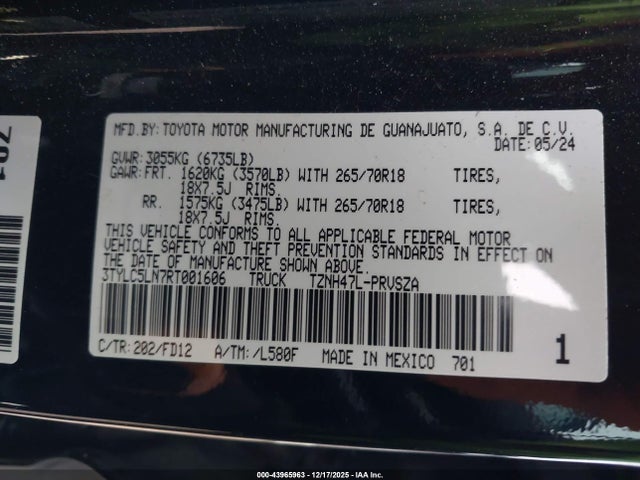 MFD.BY: TOYOTA MOTOR MANUFACTURING DE GUANAJUATO, S.A. DE C.V.
DATE: 05/24
GVWR: 3055KG (6735LB)
GAWR: FRT. 1620KG (3570LB) WITH 265/70R18 TIRES,
18X7.5J RIMS.
RR. 1575KG (3475LB) WITH 265/70R18 TIRES,
18X7.5J RIMS.
THIS VEHICLE CONFORMS TO ALL APPLICABLE FEDERAL MOTOR
VEHICLE SAFETY AND THEFT PREVENTION STANDARDS IN EFFECT ON
THE DATE OF MANUFACTURE SHOWN ABOVE.
3TYLC5LN7RT001606 TRUCK TZNH47L-PRVSZA
C/TR: 202/FD12 A/TM: /L580F MADE IN MEXICO 701
1
701
000-43965963 - 12/17/2025 - IAAI, Inc.